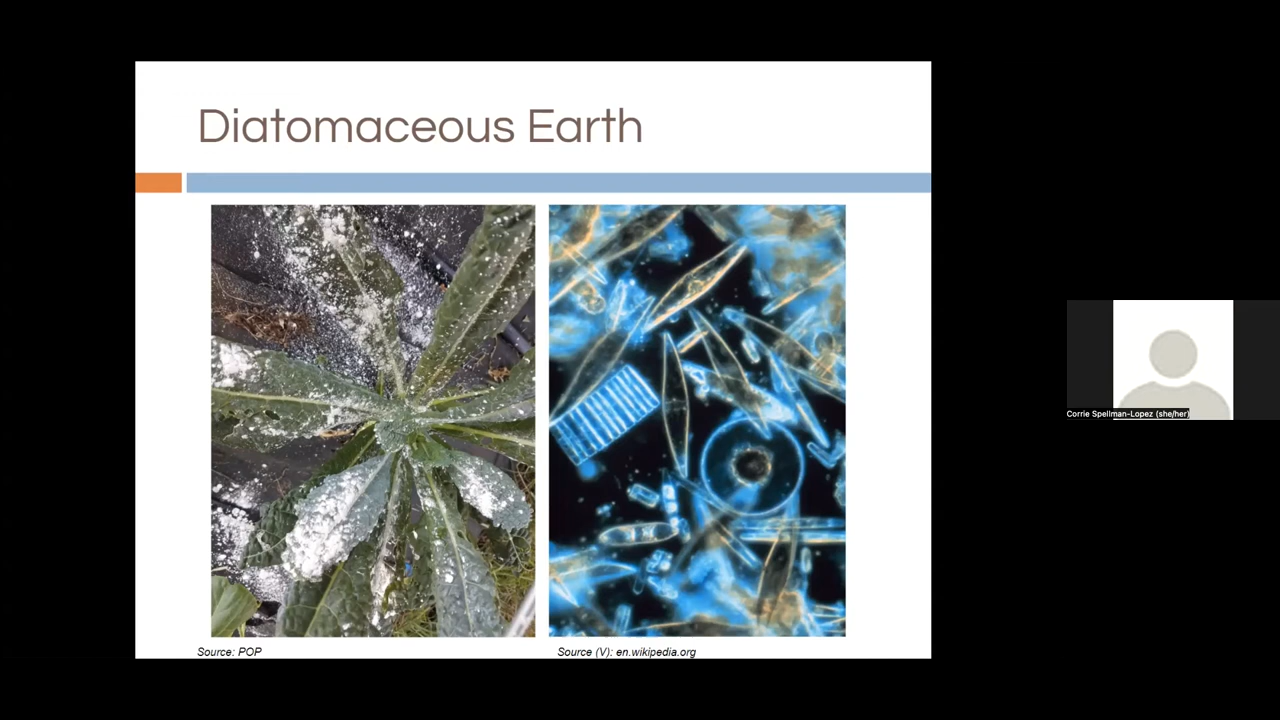 Diatomaceous Earth
Source: POP
Source (V): en.wikipedia.org
Corrie Spellman-Lopez (she/her)